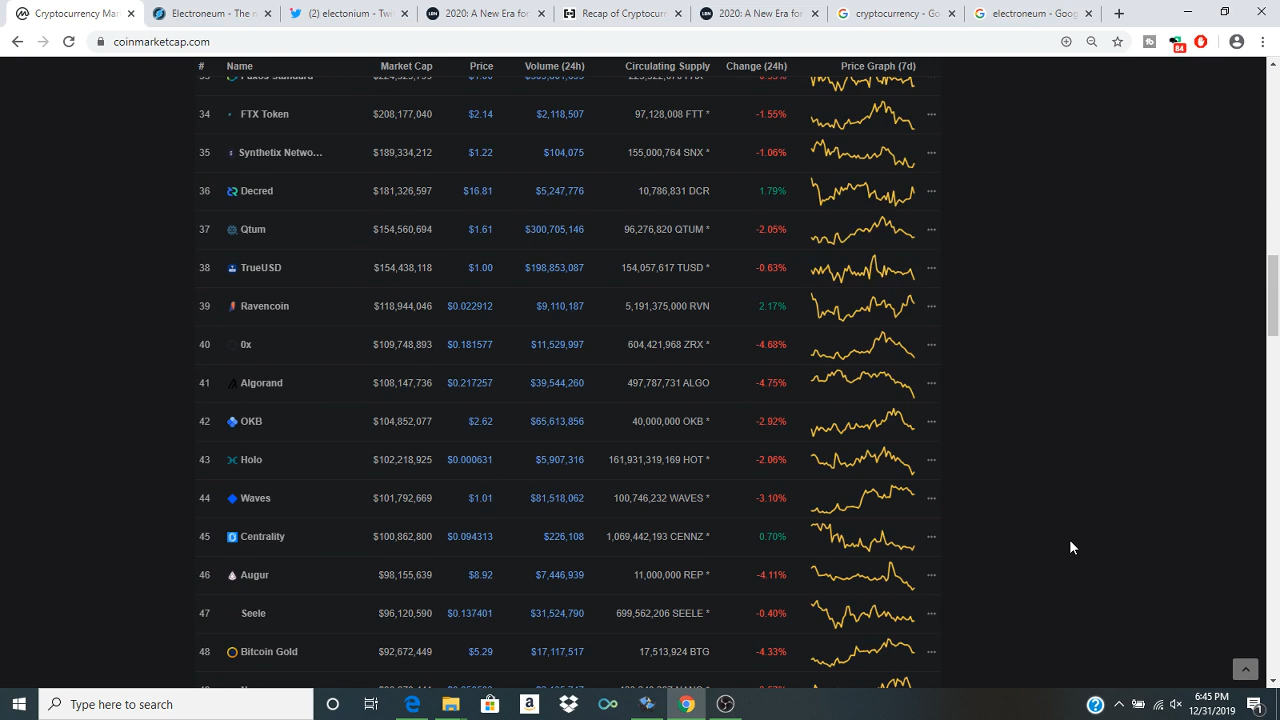 Cryptocurrency Mar
Electroneum - The n
(2) electonium - Twi
2020: A New Era for
Recap of Cryptocurr
2020: A New Era for
Cryptocurrency - Go
electroneum - Goog
coinmarketcap.com
84
# Name Market Cap Price Volume (24h) Circulating Supply Change (24h) Price Graph (7d)
34 FTX Token $208,177,040 $2.14 $2,118,507 97,128,008 FTT * -1.55%
35 Synthetix Netwo... $189,334,212 $1.22 $104,075 155,000,764 SNX * -1.06%
36 Decred $181,326,597 $16.81 $5,247,776 10,786,831 DCR 1.79%
37 Qtum $154,560,694 $1.61 $300,705,146 96,276,820 QTUM * -2.05%
38 TrueUSD $154,438,118 $1.00 $198,853,087 154,057,617 TUSD * -0.63%
39 Ravencoin $118,944,046 $0.022912 $9,110,187 5,191,375,000 RVN 2.17%
40 0x $109,748,893 $0.181577 $11,529,997 604,421,968 ZRX * -4.68%
41 Algorand $108,147,736 $0.217257 $39,544,260 497,787,731 ALGO -4.75%
42 OKB $104,852,077 $2.62 $65,613,856 40,000,000 OKB * -2.92%
43 Holo $102,218,925 $0.000631 $5,907,316 161,931,319,169 HOT * -2.06%
44 Waves $101,792,669 $1.01 $81,518,062 100,746,232 WAVES * -3.10%
45 Centrality $100,862,800 $0.094313 $226,108 1,069,442,193 CENNZ * 0.70%
46 Augur $98,155,639 $8.92 $7,446,939 11,000,000 REP * -4.11%
47 Seele $96,120,590 $0.137401 $31,524,790 699,562,206 SEELE * -0.40%
48 Bitcoin Gold $92,672,449 $5.29 $17,117,517 17,513,924 BTG -4.33%
Type here to search
6:45 PM
12/31/2019